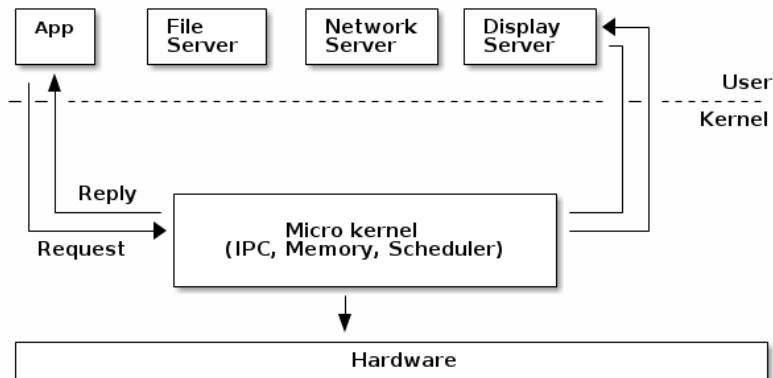 App
File
Server
Network
Server
Display
Server
User
Kernel
Reply
Request
Micro kernel
(IPC, Memory, Scheduler)
Hardware